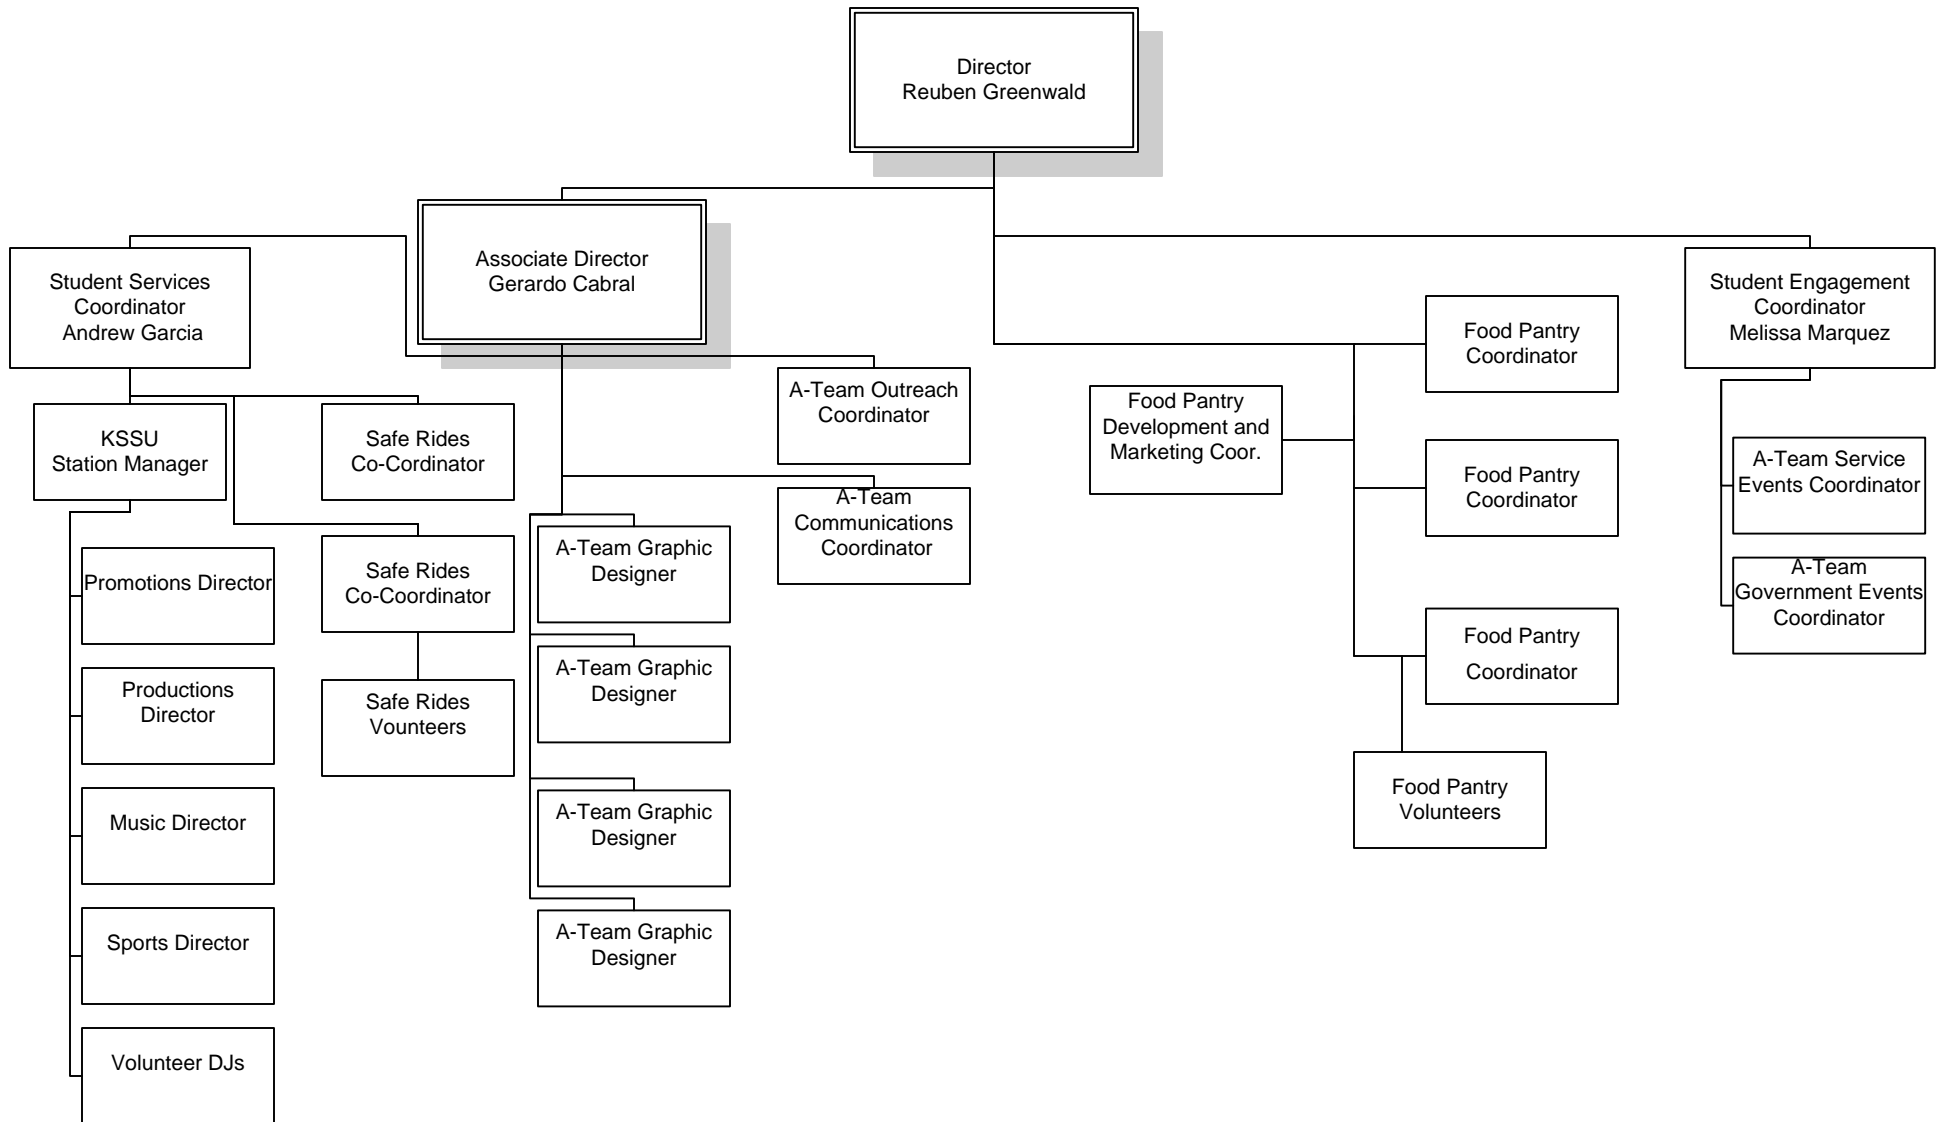 Director
Reuben Greenwald
Associate Director
Gerardo Cabral
Student Services
Coordinator
Andrew Garcia
Student Engagement
Coordinator
Melissa Marquez
KSSU
Station Manager
Safe Rides
Co-Cordinator
Safe Rides
Co-Coordinator
Safe Rides
Vounteers
Promotions Director
Productions
Director
Music Director
Sports Director
Volunteer DJs
A-Team Outreach
Coordinator
A-Team
Communications
Coordinator
A-Team Graphic
Designer
A-Team Graphic
Designer
A-Team Graphic
Designer
A-Team Graphic
Designer
Food Pantry
Development and
Marketing Coor.
Food Pantry
Coordinator
Food Pantry
Coordinator
Food Pantry
Coordinator
Food Pantry
Volunteers
A-Team Service
Events Coordinator
A-Team
Government Events
Coordinator